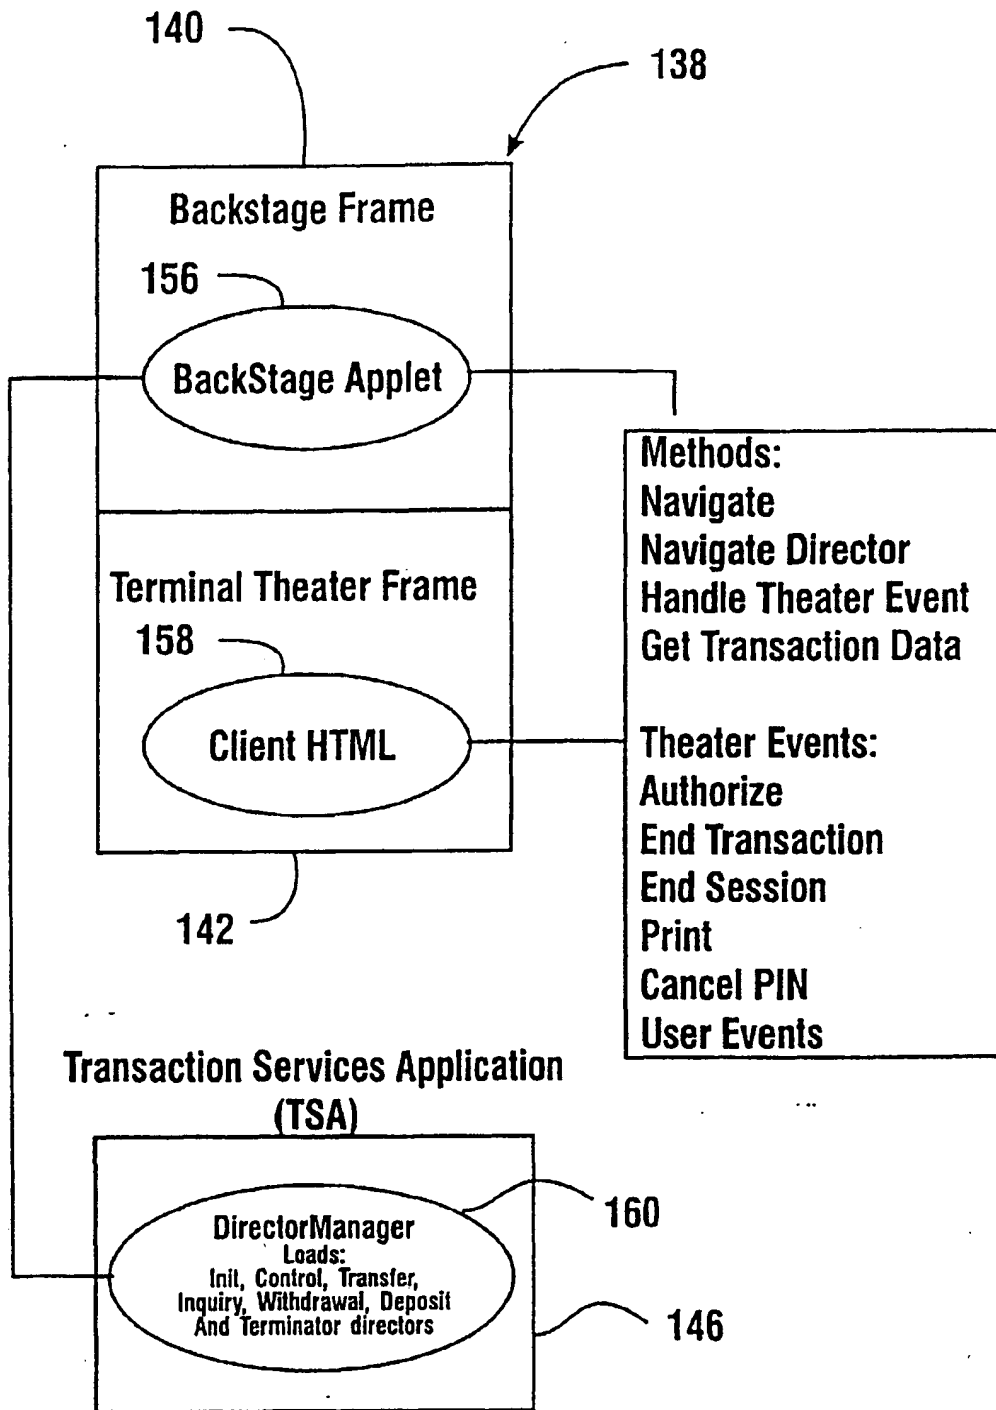 140
138
Backstage Frame
156
BackStage Applet
Methods:
Navigate
Navigate Director
Handle Theater Event
Get Transaction Data
Terminal Theater Frame
158
Client HTML
Theater Events:
Authorize
End Transaction
End Session
Print
Cancel PIN
User Events
142
Transaction Services Application
(TSA)
160
DirectorManager
Loads:
Init, Control, Transfer,
Inquiry, Withdrawal, Deposit
And Terminator directors
146